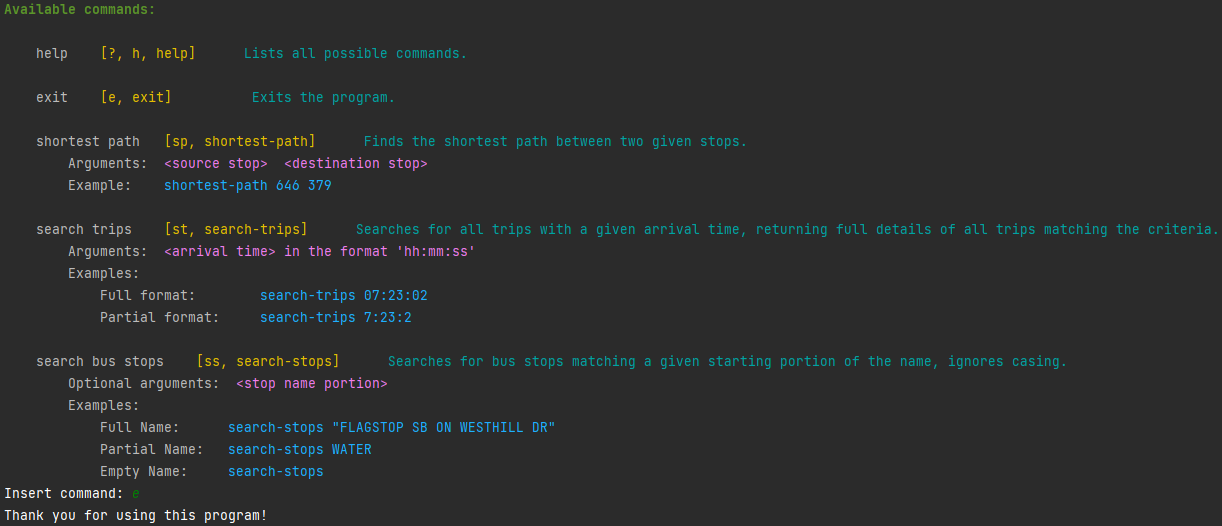 Available commands:
help [?, h, help] Lists all possible commands.
exit [e, exit] Exits the program.
shortest path [sp, shortest-path] Finds the shortest path between two given stops.
Arguments: <source stop> <destination stop>
Example: shortest-path 646 379
search trips [st, search-trips] Searches for all trips with a given arrival time, returning full details of all trips matching the criteria.
Arguments: <arrival time> in the format 'hh:mm:ss'
Examples:
Full format: search-trips 07:23:02
Partial format: search-trips 7:23:2
search bus stops [ss, search-stops] Searches for bus stops matching a given starting portion of the name, ignores casing.
Optional arguments: <stop name portion>
Examples:
Full Name: search-stops "FLAGSTOP SB ON WESTHILL DR"
Partial Name: search-stops WATER
Empty Name: search-stops
Insert command: e
Thank you for using this program!